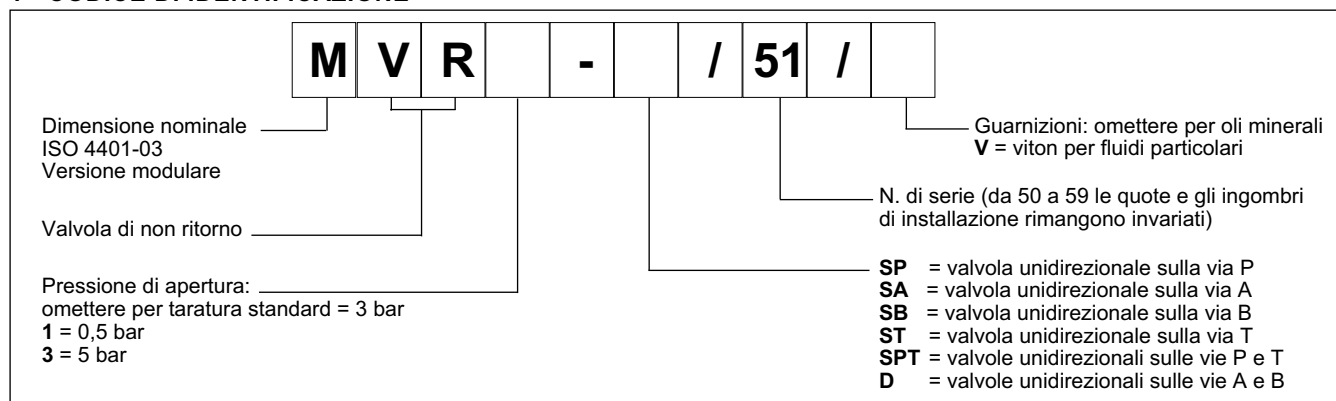 M V R - / 51 /
Dimensione nominale
ISO 4401-03
Versione modulare
Valvola di non ritorno
Pressione di apertura:
omettere per taratura standard = 3 bar
1 = 0,5 bar
3 = 5 bar
Guarnizioni: omettere per oli minerali
V = viton per fluidi particolari
N. di serie (da 50 a 59 le quote e gli ingombri
di installazione rimangono invariati)
SP = valvola unidirezionale sulla via P
SA = valvola unidirezionale sulla via A
SB = valvola unidirezionale sulla via B
ST = valvola unidirezionale sulla via T
SPT = valvole unidirezionali sulle vie P e T
D = valvole unidirezionali sulle vie A e B